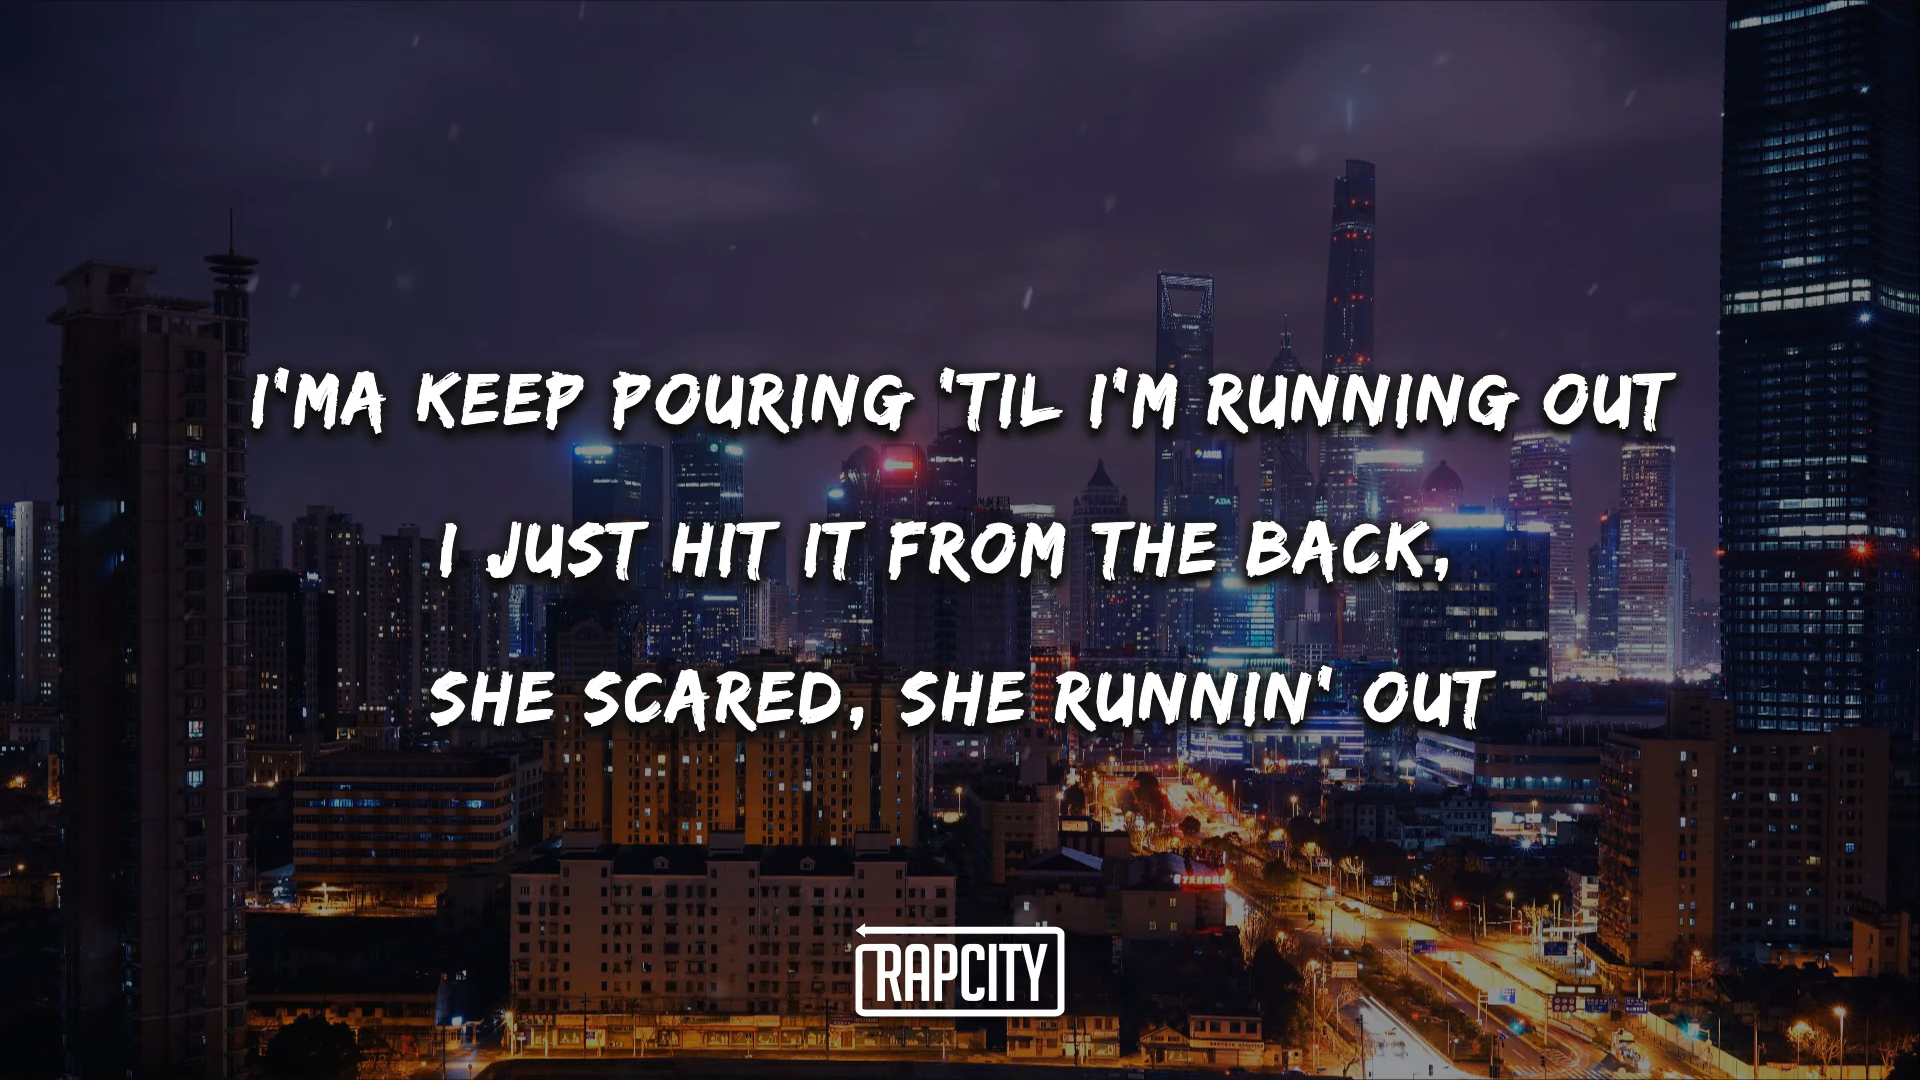 I'MA KEEP POURING 'TIL I'M RUNNING OUT
I JUST HIT IT FROM THE BACK,
SHE SCARED, SHE RUNNIN' OUT
RAPCITY